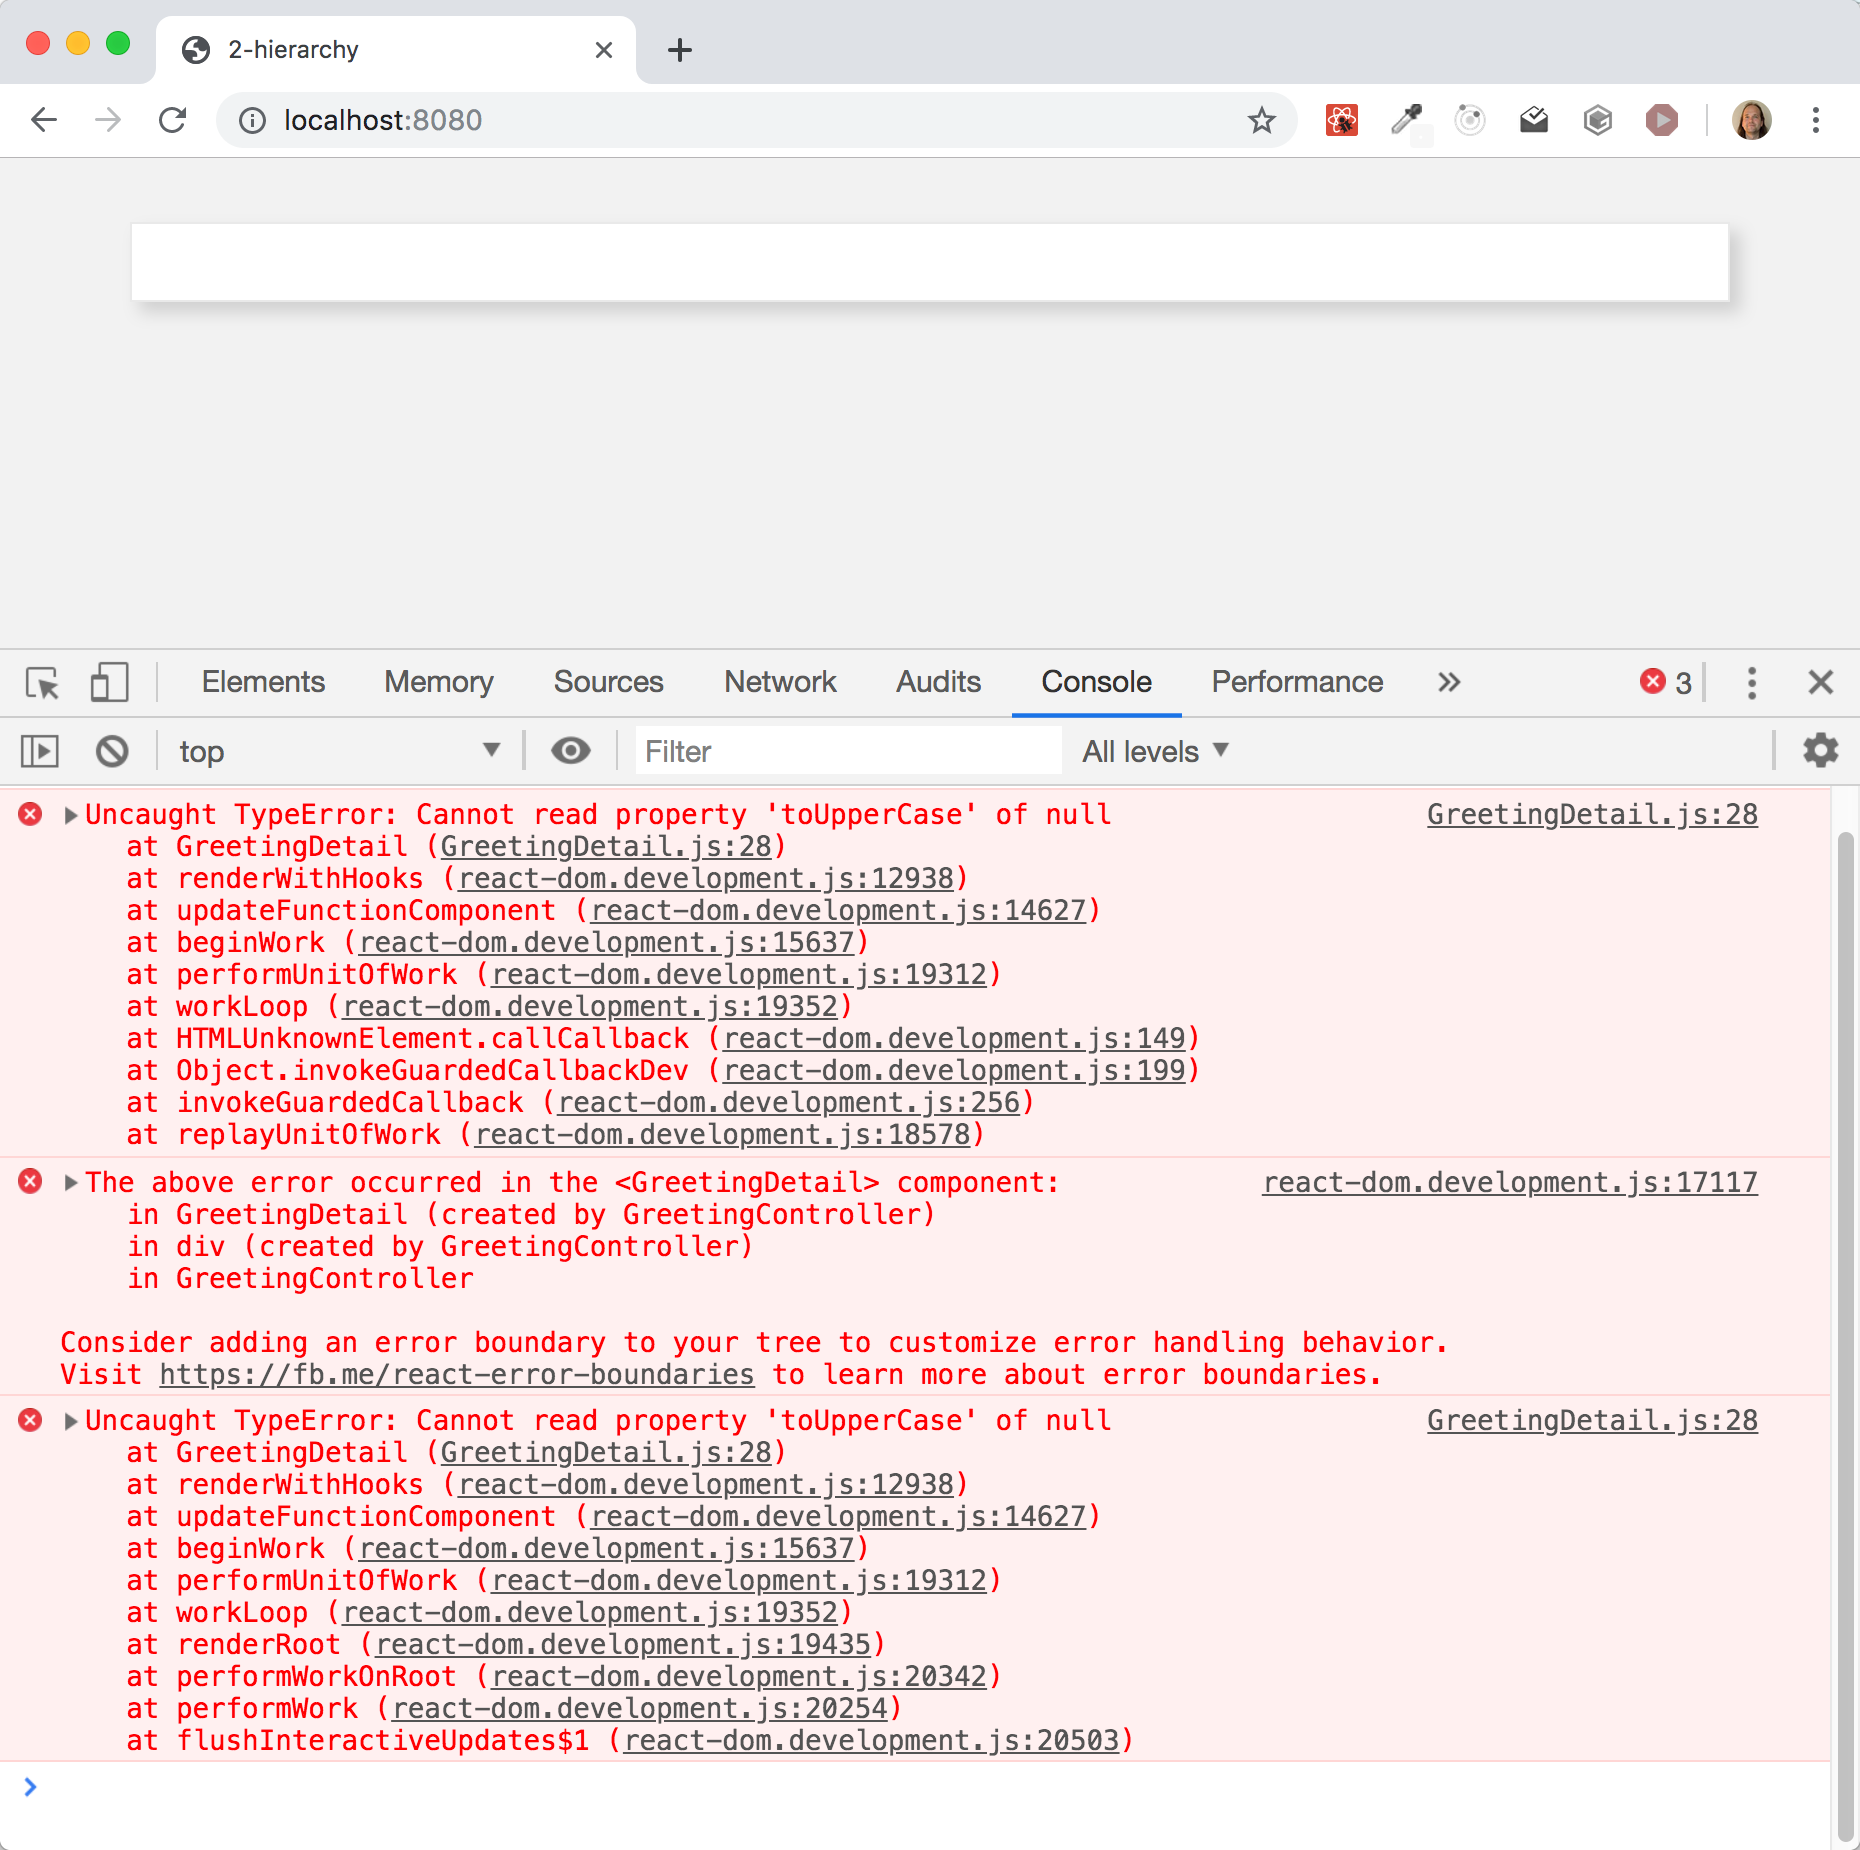 2-hierarchy
localhost:8080
Elements Memory Sources Network Audits Console Performance » 3
top Filter All levels
Uncaught TypeError: Cannot read property 'toUpperCase' of null GreetingDetail.js:28
at GreetingDetail (GreetingDetail.js:28)
at renderWithHooks (react-dom.development.js:12938)
at updateFunctionComponent (react-dom.development.js:14627)
at beginWork (react-dom.development.js:15637)
at performUnitOfWork (react-dom.development.js:19312)
at workLoop (react-dom.development.js:19352)
at HTMLUnknownElement.callCallback (react-dom.development.js:149)
at Object.invokeGuardedCallbackDev (react-dom.development.js:199)
at invokeGuardedCallback (react-dom.development.js:256)
at replayUnitOfWork (react-dom.development.js:18578)
The above error occurred in the <GreetingDetail> component: react-dom.development.js:17117
in GreetingDetail (created by GreetingController)
in div (created by GreetingController)
in GreetingController
Consider adding an error boundary to your tree to customize error handling behavior.
Visit https://fb.me/react-error-boundaries to learn more about error boundaries.
Uncaught TypeError: Cannot read property 'toUpperCase' of null GreetingDetail.js:28
at GreetingDetail (GreetingDetail.js:28)
at renderWithHooks (react-dom.development.js:12938)
at updateFunctionComponent (react-dom.development.js:14627)
at beginWork (react-dom.development.js:15637)
at performUnitOfWork (react-dom.development.js:19312)
at workLoop (react-dom.development.js:19352)
at renderRoot (react-dom.development.js:19435)
at performWorkOnRoot (react-dom.development.js:20342)
at performWork (react-dom.development.js:20254)
at flushInteractiveUpdates$1 (react-dom.development.js:20503)